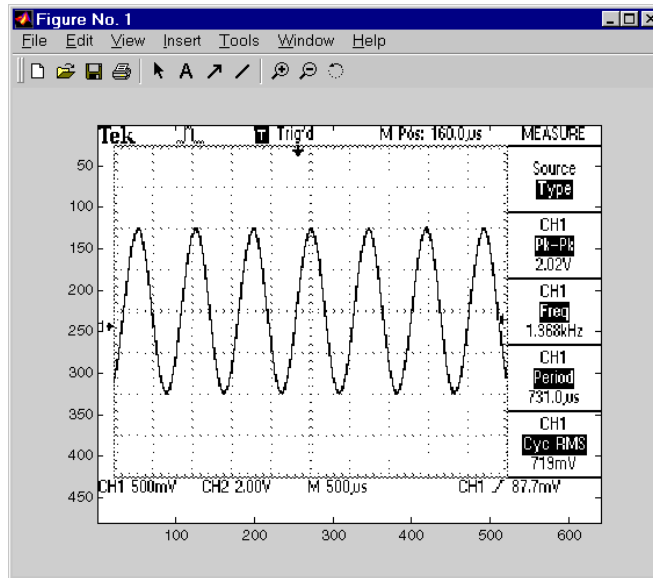 Figure No. 1
File Edit View Insert Tools Window Help
A
Tek T Trig'd M Pos: 160.0µs MEASURE
Source
Type
CH1
Pk-Pk
2.02V
CH1
Freq
1.368kHz
CH1
Period
731.0µs
CH1
Cyc RMS
719mV
CH1 500mV CH2 2.00V M 500µs CH1 87.7mV
50
100
150
200
250
300
350
400
450
100 200 300 400 500 600